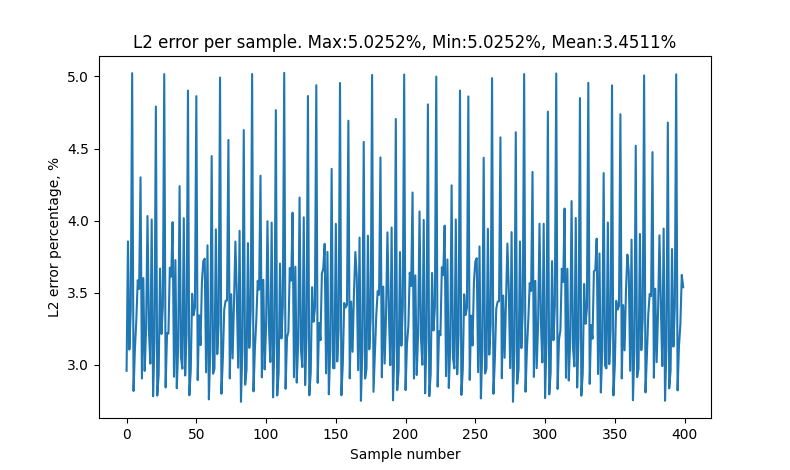 L2 error per sample. Max:5.0252%, Min:5.0252%, Mean:3.4511%
L2 error percentage, %
5.0
4.5
4.0
3.5
3.0
0 50 100 150 200 250 300 350 400
Sample number